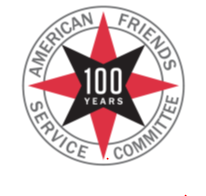 AMERICAN FRIENDS
SERVICE COMMITTEE
100
YEARS